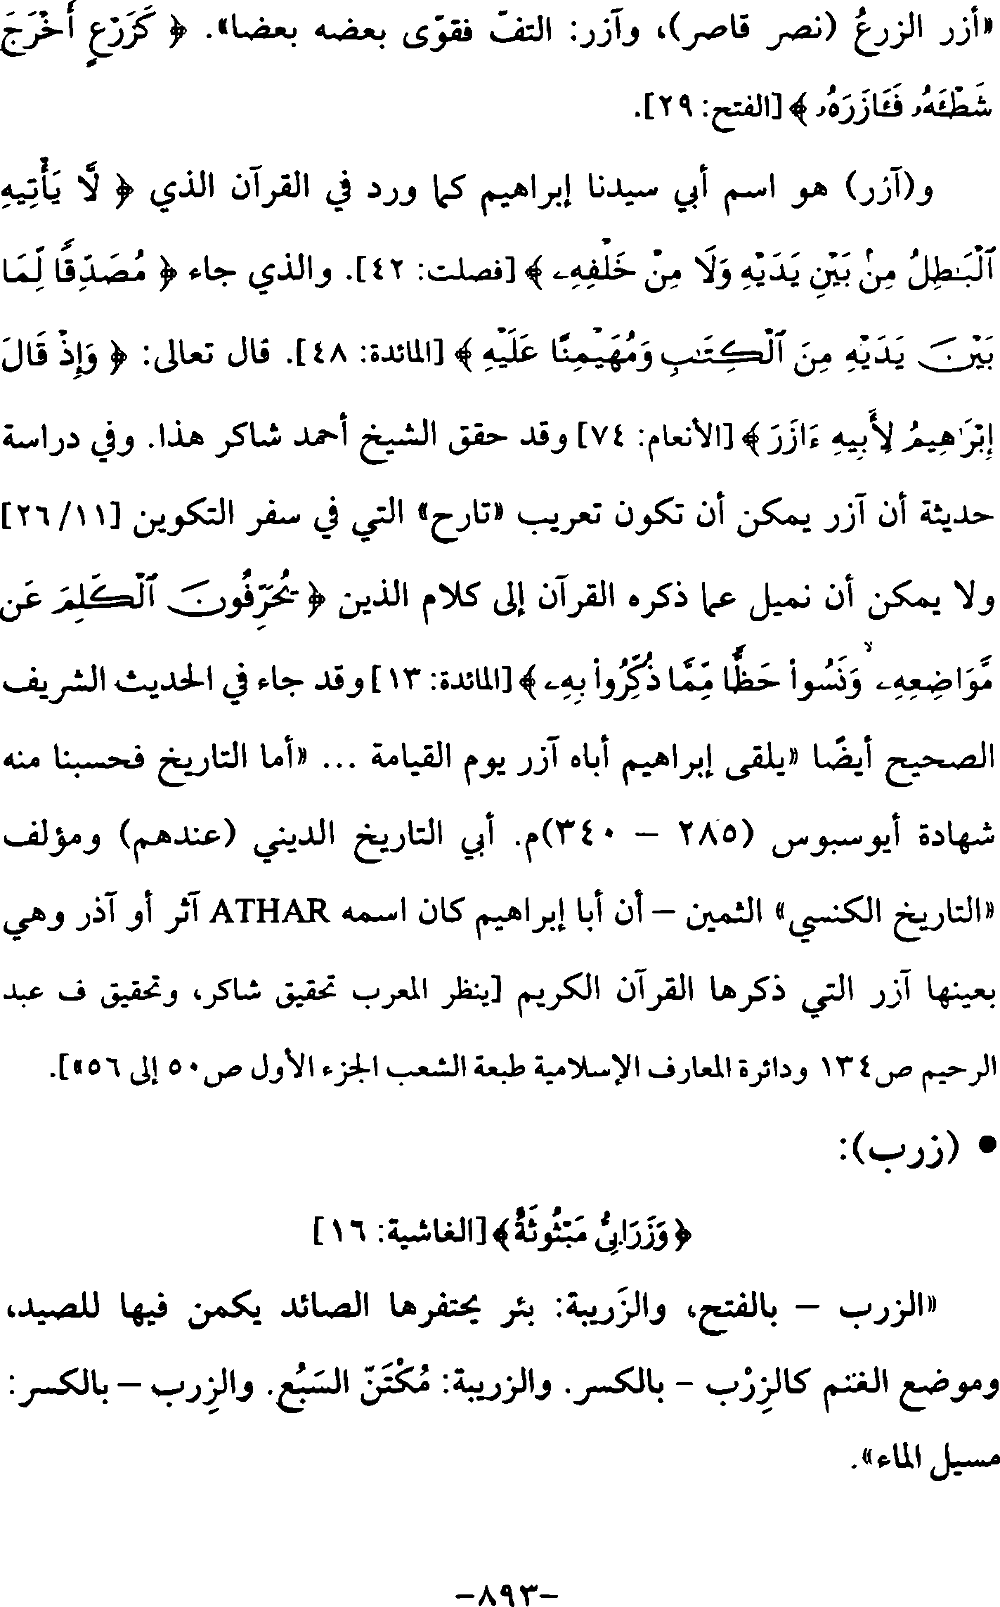 «أزر الزرعُ (نصر قاصر)، وآزر: التفّ فقوّى بعضه بعضا». ﴿ كَزَرْعٍ أَخْرَجَ
شَطْـَٔهُۥ فَـَٔازَرَهُۥ ﴾ [الفتح: ٢٩].
و(آزر) هو اسم أبي سيدنا إبراهيم كما ورد في القرآن الذي ﴿ لَّا يَأْتِيهِ
ٱلْبَـٰطِلُ مِنۢ بَيْنِ يَدَيْهِ وَلَا مِنْ خَلْفِهِۦ ﴾ [فصلت: ٤٢]. والذي جاء ﴿ مُصَدِّقًا لِّمَا
بَيْنَ يَدَيْهِ مِنَ ٱلْكِتَـٰبِ وَمُهَيْمِنًا عَلَيْهِ ﴾ [المائدة: ٤٨]. قال تعالى: ﴿ وَإِذْ قَالَ
إِبْرَٰهِيمُ لِأَبِيهِ ءَازَرَ ﴾ [الأنعام: ٧٤] وقد حقق الشيخ أحمد شاكر هذا. وفي دراسة
حديثة أن آزر يمكن أن تكون تعريب «تارح» التي في سفر التكوين [٢٦/١١]
ولا يمكن أن نميل عما ذكره القرآن إلى كلام الذين ﴿ يُحَرِّفُونَ ٱلْكَلِمَ عَن
مَّوَاضِعِهِۦ ۙ وَنَسُوا۟ حَظًّا مِّمَّا ذُكِّرُوا۟ بِهِۦ ﴾ [المائدة: ١٣] وقد جاء في الحديث الشريف
الصحيح أيضًا «يلقى إبراهيم أباه آزر يوم القيامة ... «أما التاريخ فحسبنا منه
شهادة أيوسبوس (٢٨٥ – ٣٤٠)م. أبي التاريخ الديني (عندهم) ومؤلف
«التاريخ الكنسي» الثمين – أن أبا إبراهيم كان اسمه ATHAR آثر أو آذر وهي
بعينها آزر التي ذكرها القرآن الكريم [ينظر المعرب تحقيق شاكر، وتحقيق ف عبد
الرحيم ص١٣٤ ودائرة المعارف الإسلامية طبعة الشعب الجزء الأول ص٥٠ إلى ٥٦»].
• (زرب):
﴿ وَزَرَابِىُّ مَبْثُوثَةٌ ﴾ [الغاشية: ١٦]
«الزرب – بالفتح، والزَريبة: بئر يحتفرها الصائد يكمن فيها للصيد،
وموضع الغنم كالزِرْب – بالكسر. والزريبة: مُكْتَنّ السَبُع. والزِرب – بالكسر:
مسيل الماء».
-٨٩٣-